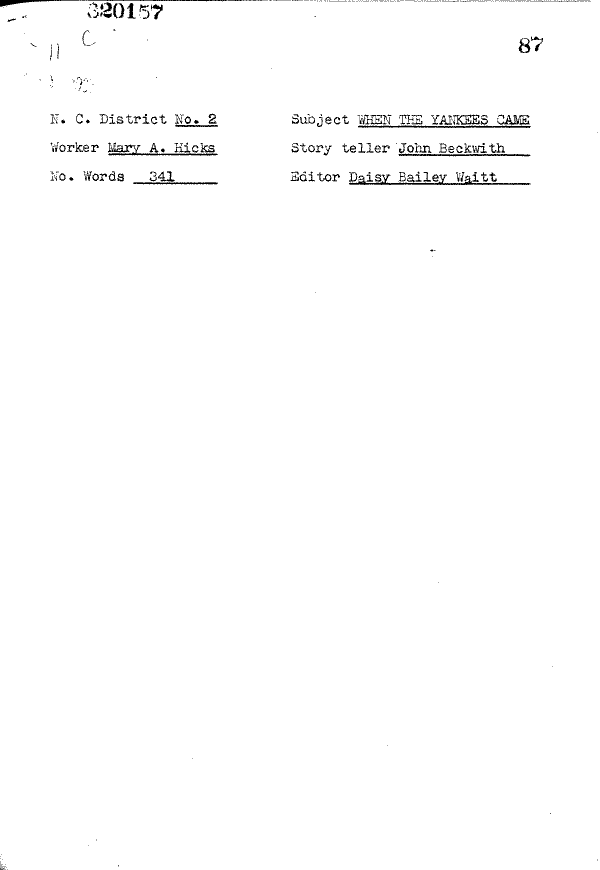 320157
11 C
87
N. C. District No. 2 Subject WHEN THE YANKEES CAME
Worker Mary A. Hicks Story teller John Beckwith
No. Words 341 Editor Daisy Bailey Waitt